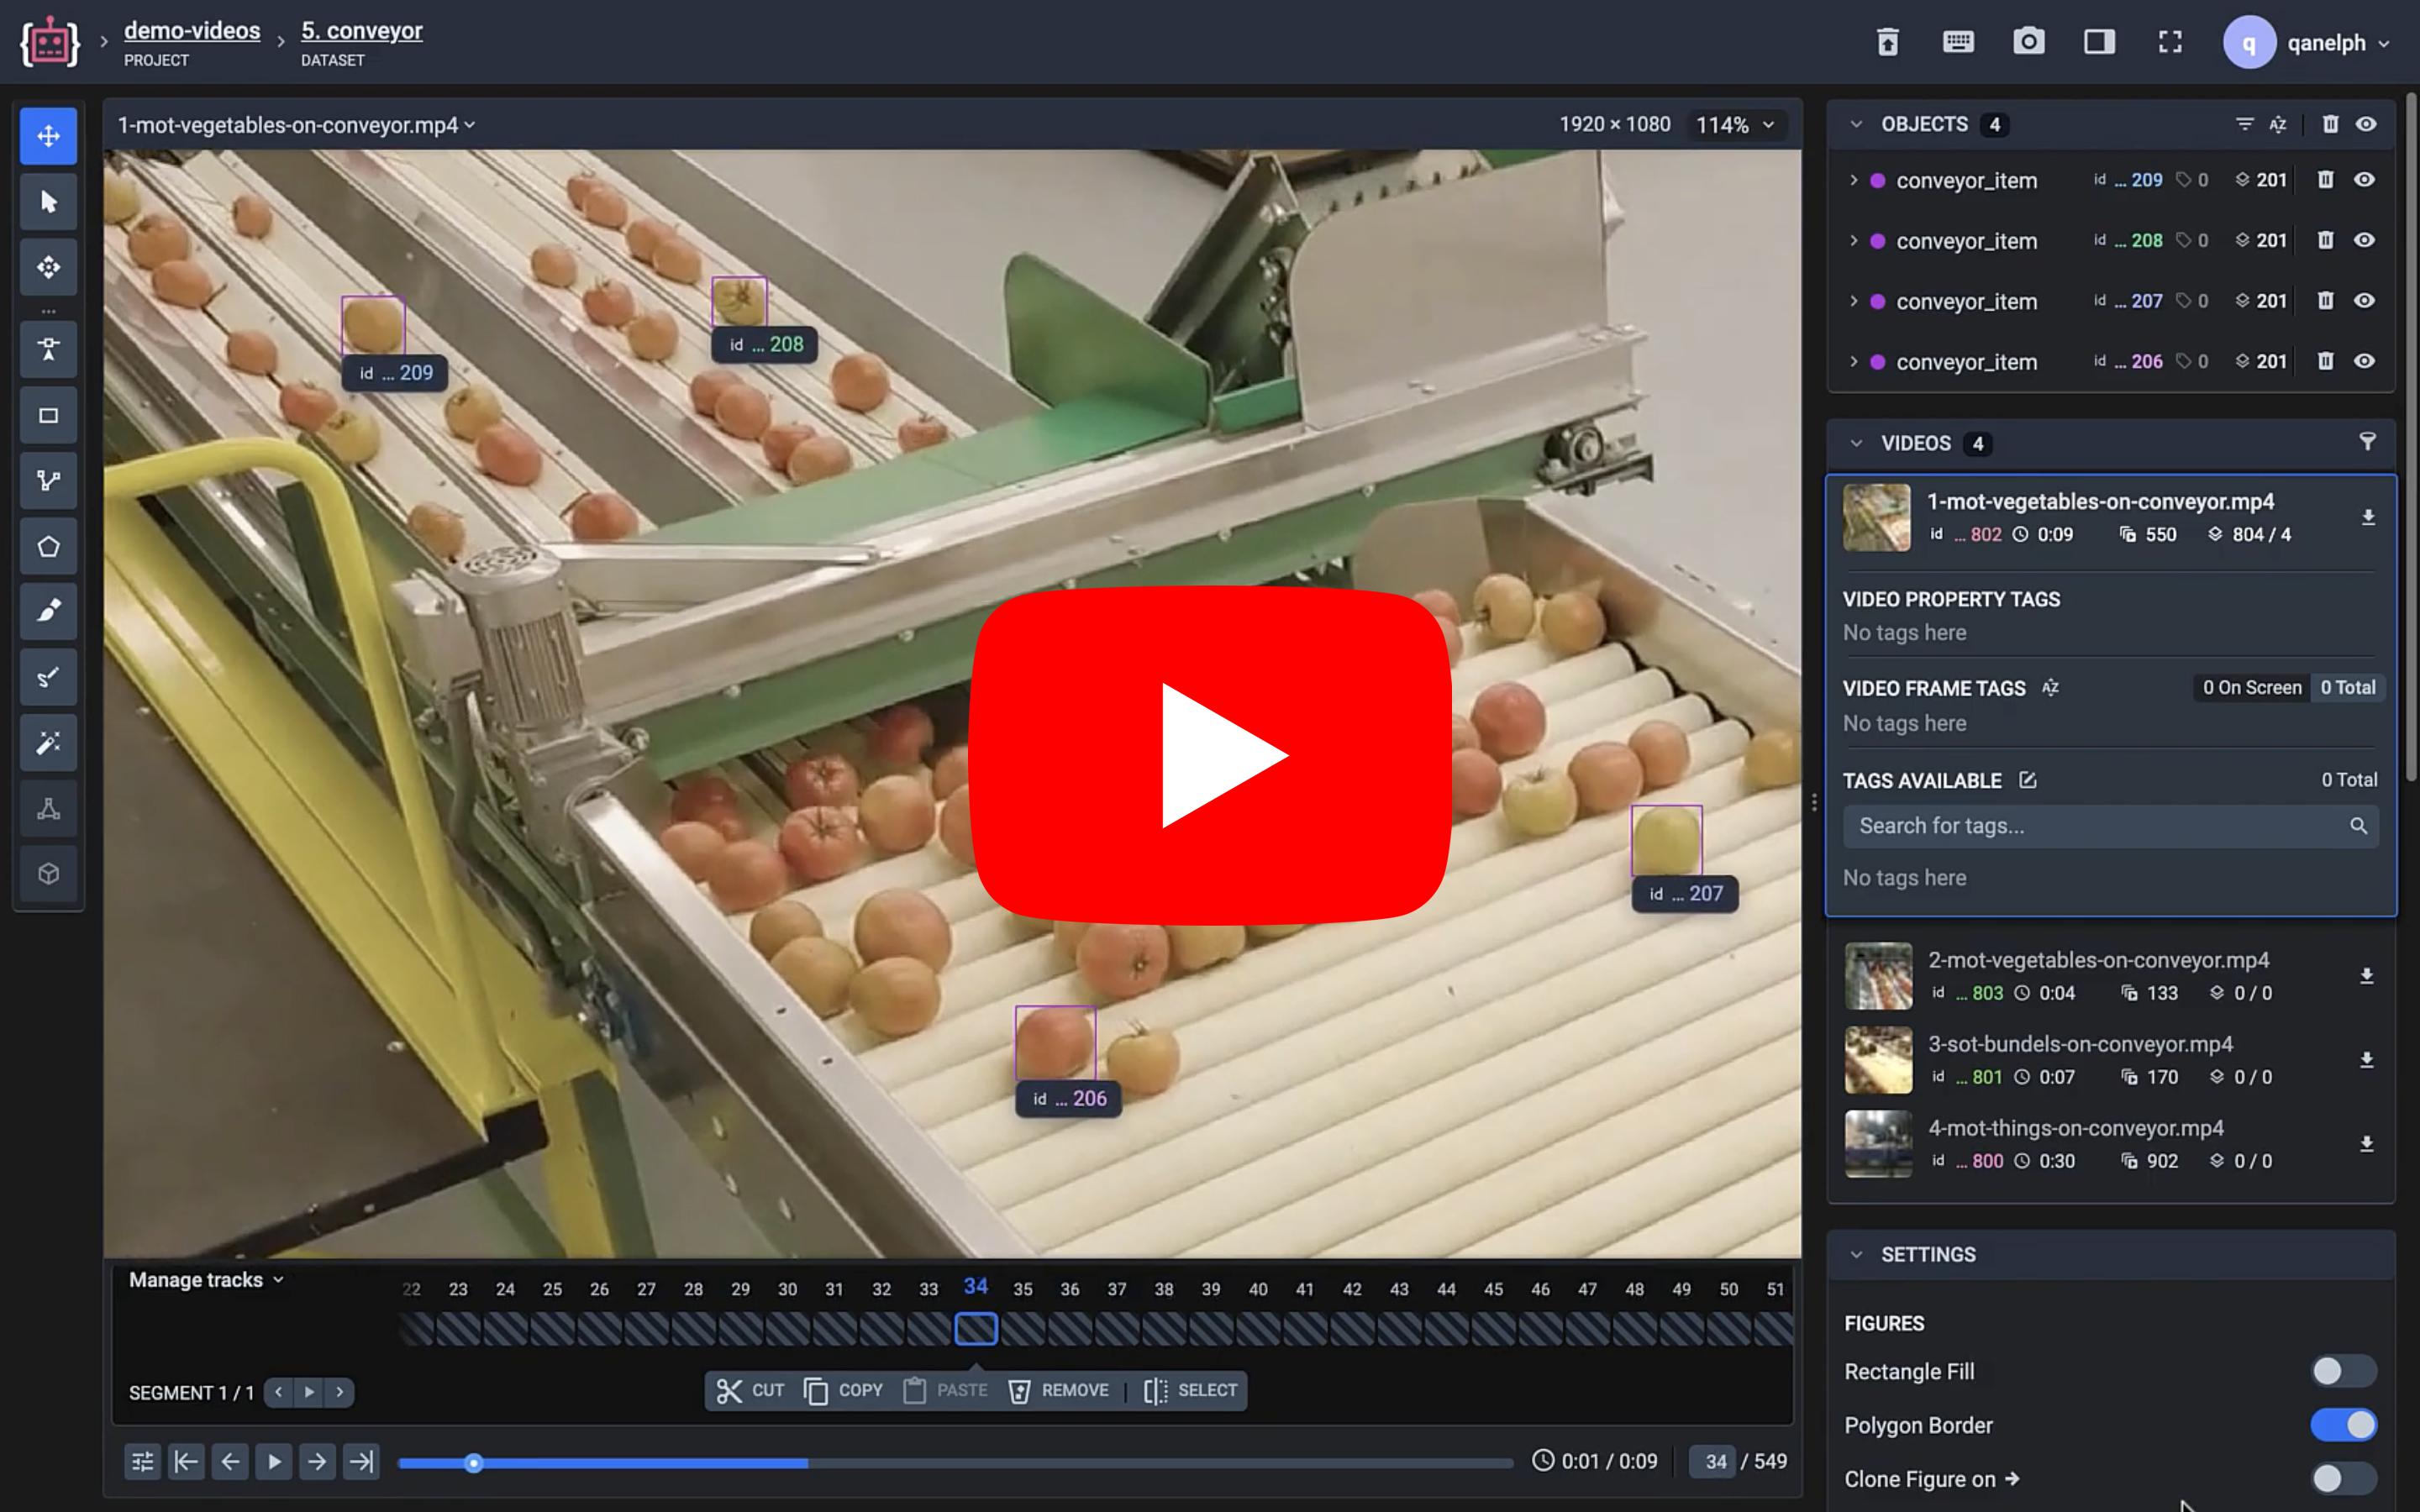 demo-videos
PROJECT
5. conveyor
DATASET
q
qanelph
1-mot-vegetables-on-conveyor.mp4
1920 × 1080
114%
id ... 209
id ... 208
id ... 207
id ... 206
Manage tracks
22 23 24 25 26 27 28 29 30 31 32 33 34 35 36 37 38 39 40 41 42 43 44 45 46 47 48 49 50 51
SEGMENT 1 / 1
CUT COPY PASTE REMOVE SELECT
0:01 / 0:09
34 / 549
OBJECTS 4
conveyor_item id ... 209 0 201
conveyor_item id ... 208 0 201
conveyor_item id ... 207 0 201
conveyor_item id ... 206 0 201
VIDEOS 4
1-mot-vegetables-on-conveyor.mp4
id ... 802 0:09 550 804 / 4
VIDEO PROPERTY TAGS
No tags here
VIDEO FRAME TAGS AZ 0 On Screen 0 Total
No tags here
TAGS AVAILABLE 0 Total
Search for tags...
No tags here
2-mot-vegetables-on-conveyor.mp4
id ... 803 0:04 133 0 / 0
3-sot-bundels-on-conveyor.mp4
id ... 801 0:07 170 0 / 0
4-mot-things-on-conveyor.mp4
id ... 800 0:30 902 0 / 0
SETTINGS
FIGURES
Rectangle Fill
Polygon Border
Clone Figure on →